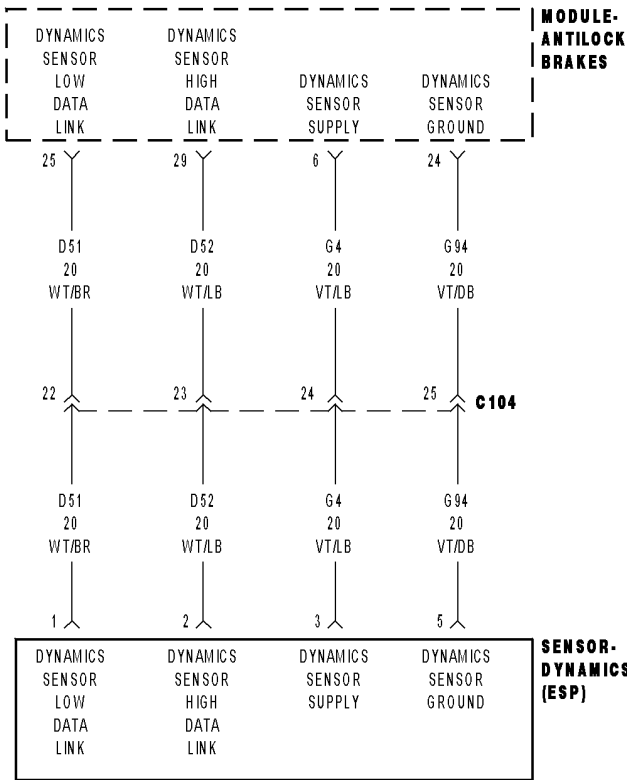 MODULE-
ANTILOCK
BRAKES
DYNAMICS DYNAMICS
SENSOR SENSOR
LOW HIGH DYNAMICS DYNAMICS
DATA DATA SENSOR SENSOR
LINK LINK SUPPLY GROUND
25 29 6 24
D51 D52 G4 G94
20 20 20 20
WT/BR WT/LB VT/LB VT/DB
22 23 24 25 C104
D51 D52 G4 G94
20 20 20 20
WT/BR WT/LB VT/LB VT/DB
1 2 3 5
SENSOR-
DYNAMICS
(ESP)
DYNAMICS DYNAMICS DYNAMICS DYNAMICS
SENSOR SENSOR SENSOR SENSOR
LOW HIGH SUPPLY GROUND
DATA DATA
LINK LINK